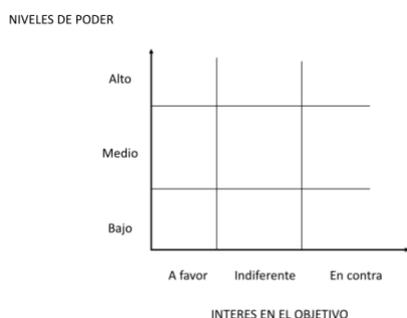 NIVELES DE PODER
Alto
Medio
Bajo
A favor Indiferente En contra
INTERES EN EL OBJETIVO